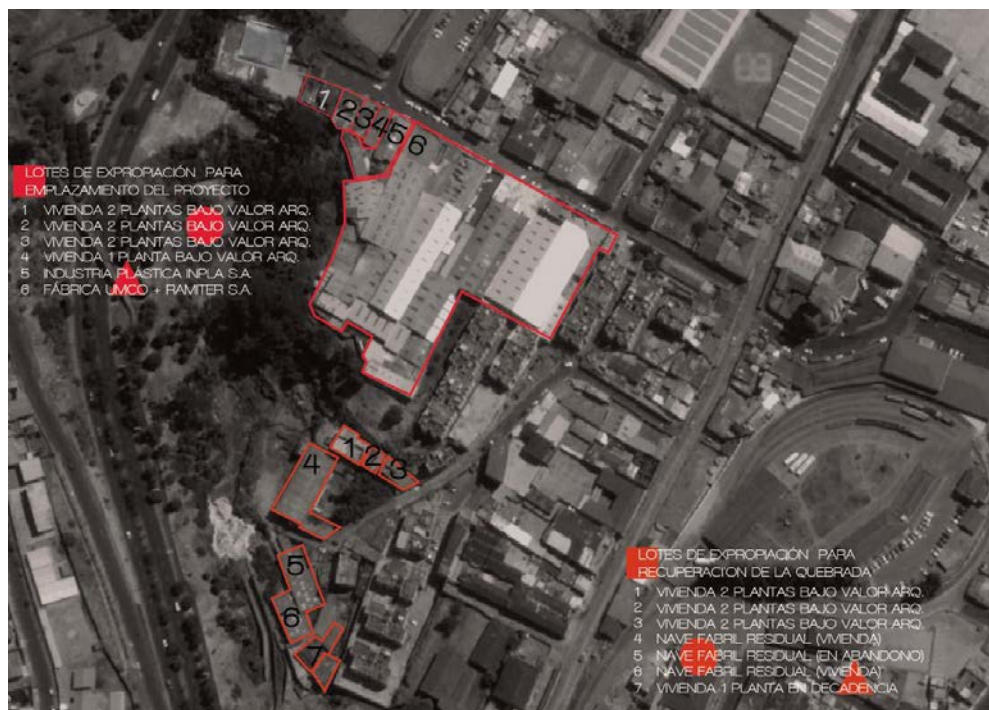 1 2 3 4 5 6
LOTES DE EXPROPIACIÓN PARA
EMPLAZAMIENTO DEL PROYECTO
1 VIVIENDA 2 PLANTAS BAJO VALOR ARQ.
2 VIVIENDA 2 PLANTAS BAJO VALOR ARQ.
3 VIVIENDA 2 PLANTAS BAJO VALOR ARQ.
4 VIVIENDA 1 PLANTA BAJO VALOR ARQ.
5 INDUSTRIA PLÁSTICA INPLA S.A.
6 FÁBRICA UMCO + RAMITER S.A.
4 1 2 3
5
6
7
LOTES DE EXPROPIACIÓN PARA
RECUPERACION DE LA QUEBRADA
1 VIVIENDA 2 PLANTAS BAJO VALOR ARQ.
2 VIVIENDA 2 PLANTAS BAJO VALOR ARQ.
3 VIVIENDA 2 PLANTAS BAJO VALOR ARQ.
4 NAVE FABRIL RESIDUAL (VIVIENDA)
5 NAVE FABRIL RESIDUAL (EN ABANDONO)
6 NAVE FABRIL RESIDUAL (VIVIENDA)
7 VIVIENDA 1 PLANTA EN DECADENCIA